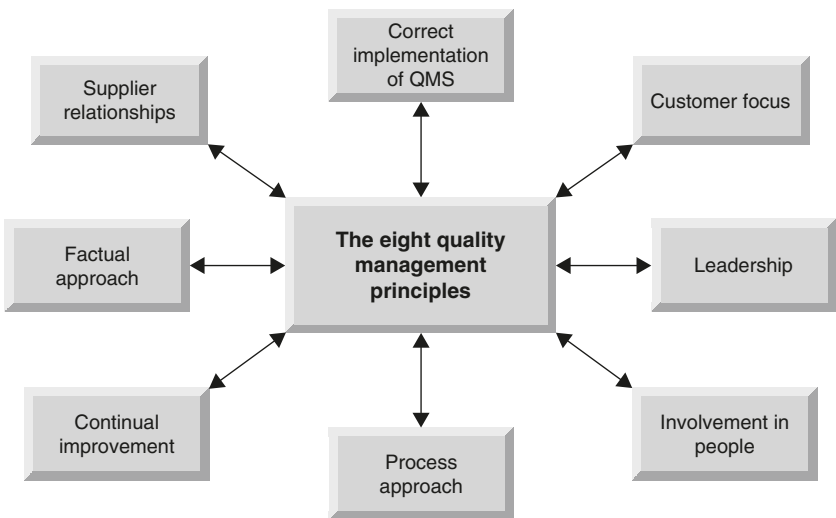 Correct
implementation
of QMS
Supplier
relationships
Customer focus
The eight quality
management
principles
Factual
approach
Leadership
Continual
improvement
Process
approach
Involvement in
people